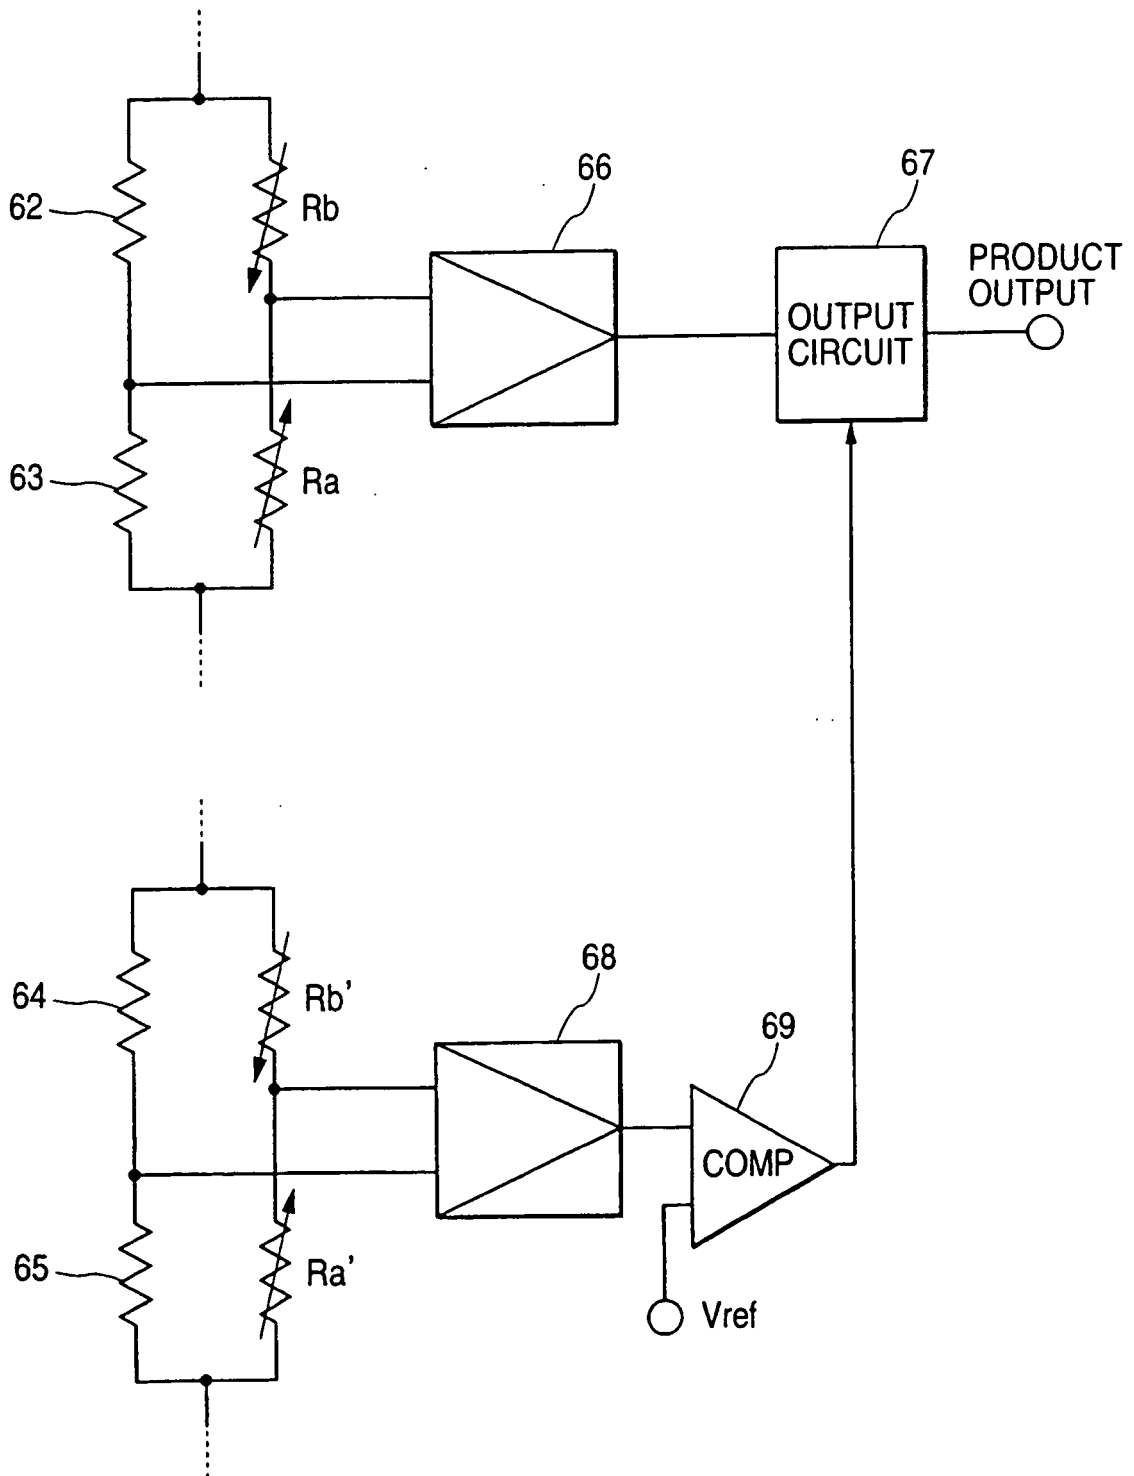 62
Rb
66
67
PRODUCT
OUTPUT
OUTPUT
CIRCUIT
63
Ra
64
Rb'
68
69
COMP
65
Ra'
Vref